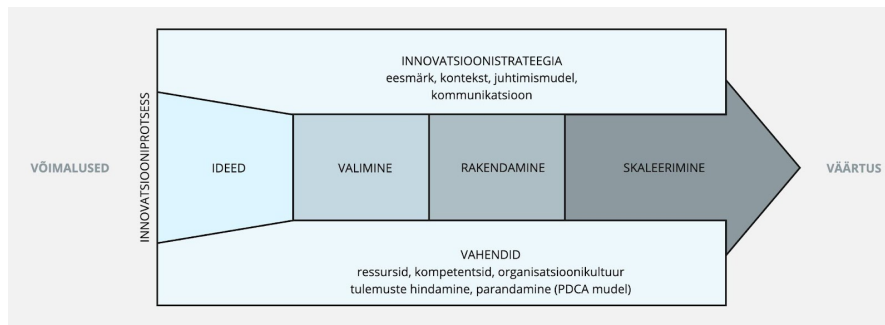 INNOVATSIOONISTRATEEGIA
eesmärk, kontekst, juhtimismudel,
kommunikatsioon
VÕIMALUSED
INNOVATSIOONIPROTSESS
IDEED
VALIMINE
RAKENDAMINE
SKALEERIMINE
VÄÄRTUS
VAHENDID
ressursid, kompetentsid, organisatsioonikultuur
tulemuste hindamine, parandamine (PDCA mudel)